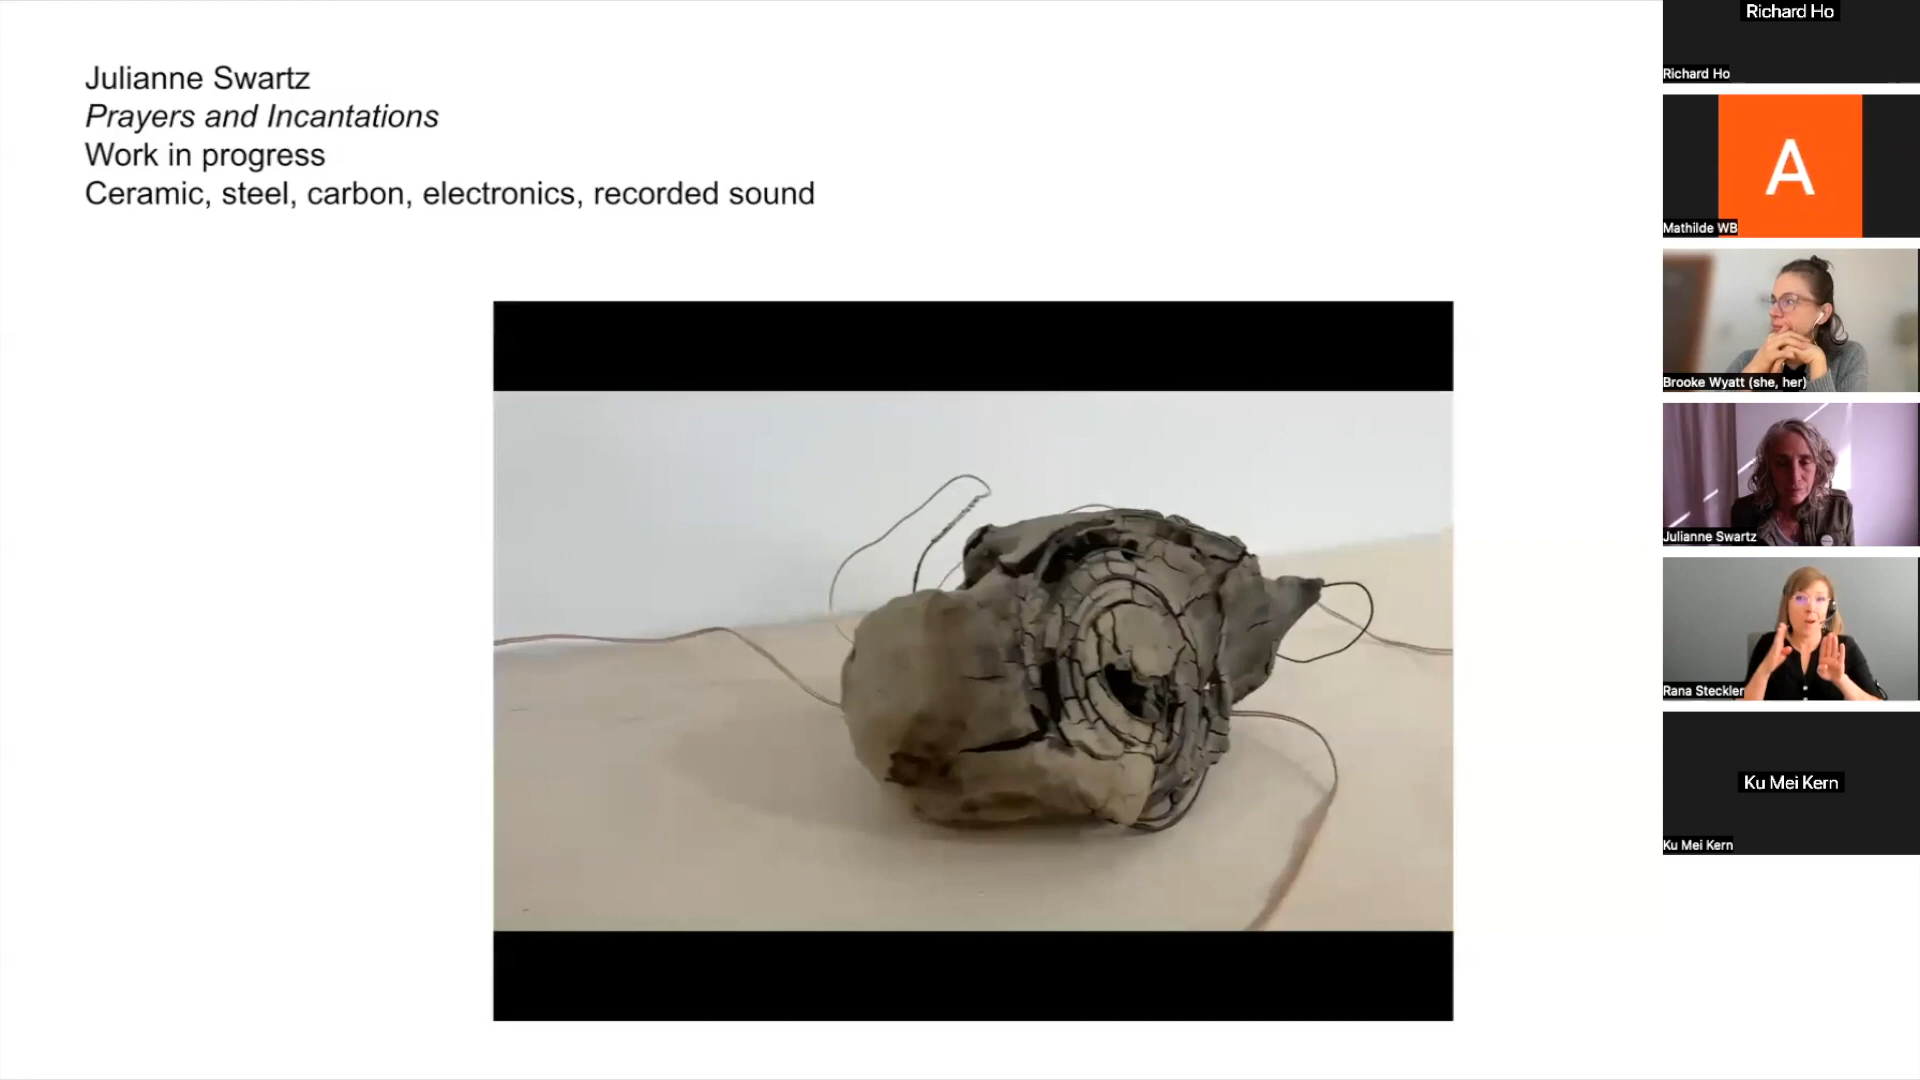 Julianne Swartz
Prayers and Incantations
Work in progress
Ceramic, steel, carbon, electronics, recorded sound
Richard Ho
Richard Ho
A
Mathilde WB
Brooke Wyatt (she, her)
Julianne Swartz
Rana Steckler
Ku Mei Kern
Ku Mei Kern